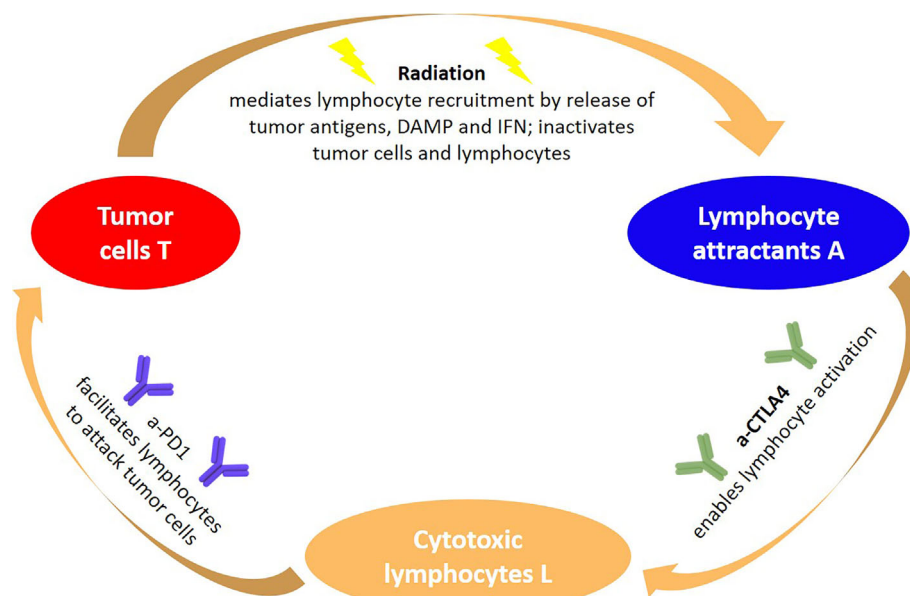 Radiation
mediates lymphocyte recruitment by release of
tumor antigens, DAMP and IFN; inactivates
tumor cells and lymphocytes
Tumor
cells T
Lymphocyte
attractants A
a-PD1
facilitates lymphocytes
to attack tumor cells
a-CTLA4
enables lymphocyte activation
Cytotoxic
lymphocytes L